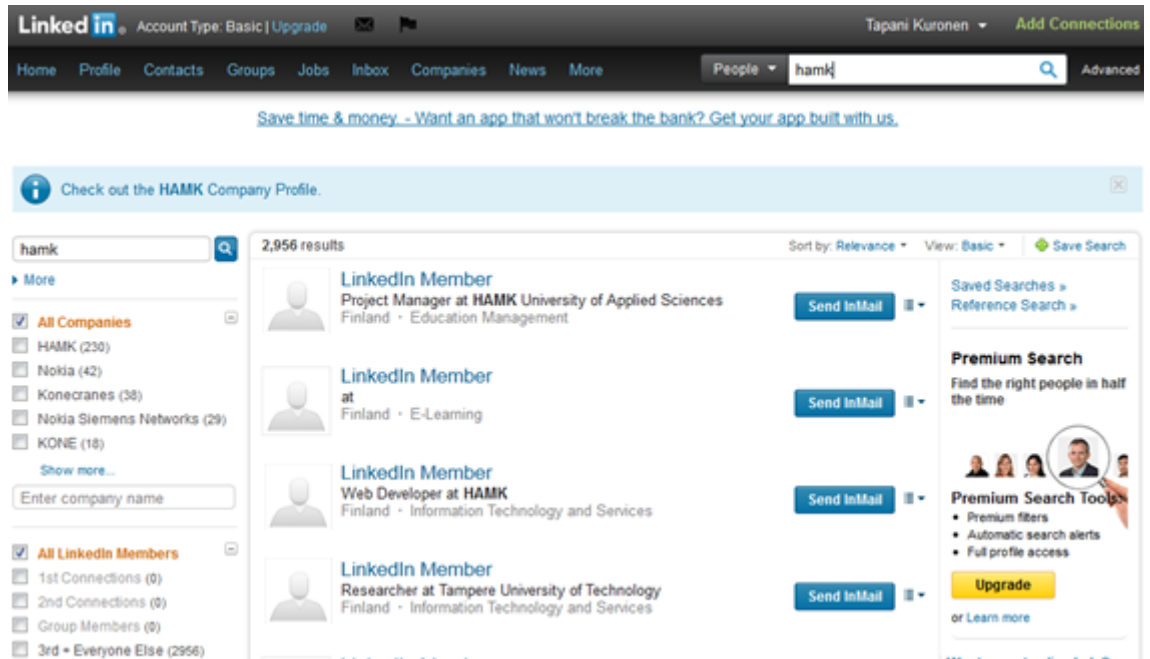 Linked in Account Type: Basic | Upgrade Tapani Kuronen Add Connections
Home Profile Contacts Groups Jobs Inbox Companies News More People hamk Advanced
Save time & money. - Want an app that won't break the bank? Get your app built with us.
Check out the HAMK Company Profile.
hamk
More
All Companies
HAMK (230)
Nokia (42)
Konecranes (38)
Nokia Siemens Networks (29)
KONE (18)
Show more...
Enter company name
All LinkedIn Members
1st Connections (0)
2nd Connections (0)
Group Members (0)
3rd + Everyone Else (2956)
2,956 results Sort by: Relevance View: Basic Save Search
LinkedIn Member
Project Manager at HAMK University of Applied Sciences
Finland · Education Management
Send InMail
LinkedIn Member
at
Finland · E-Learning
Send InMail
LinkedIn Member
Web Developer at HAMK
Finland · Information Technology and Services
Send InMail
LinkedIn Member
Researcher at Tampere University of Technology
Finland · Information Technology and Services
Send InMail
Saved Searches »
Reference Search »
Premium Search
Find the right people in half
the time
Premium Search Tools:
• Premium filters
• Automatic search alerts
• Full profile access
Upgrade
or Learn more